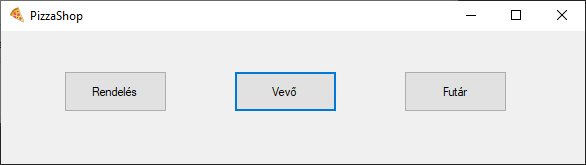 PizzaShop
Rendelés
Vevő
Futár